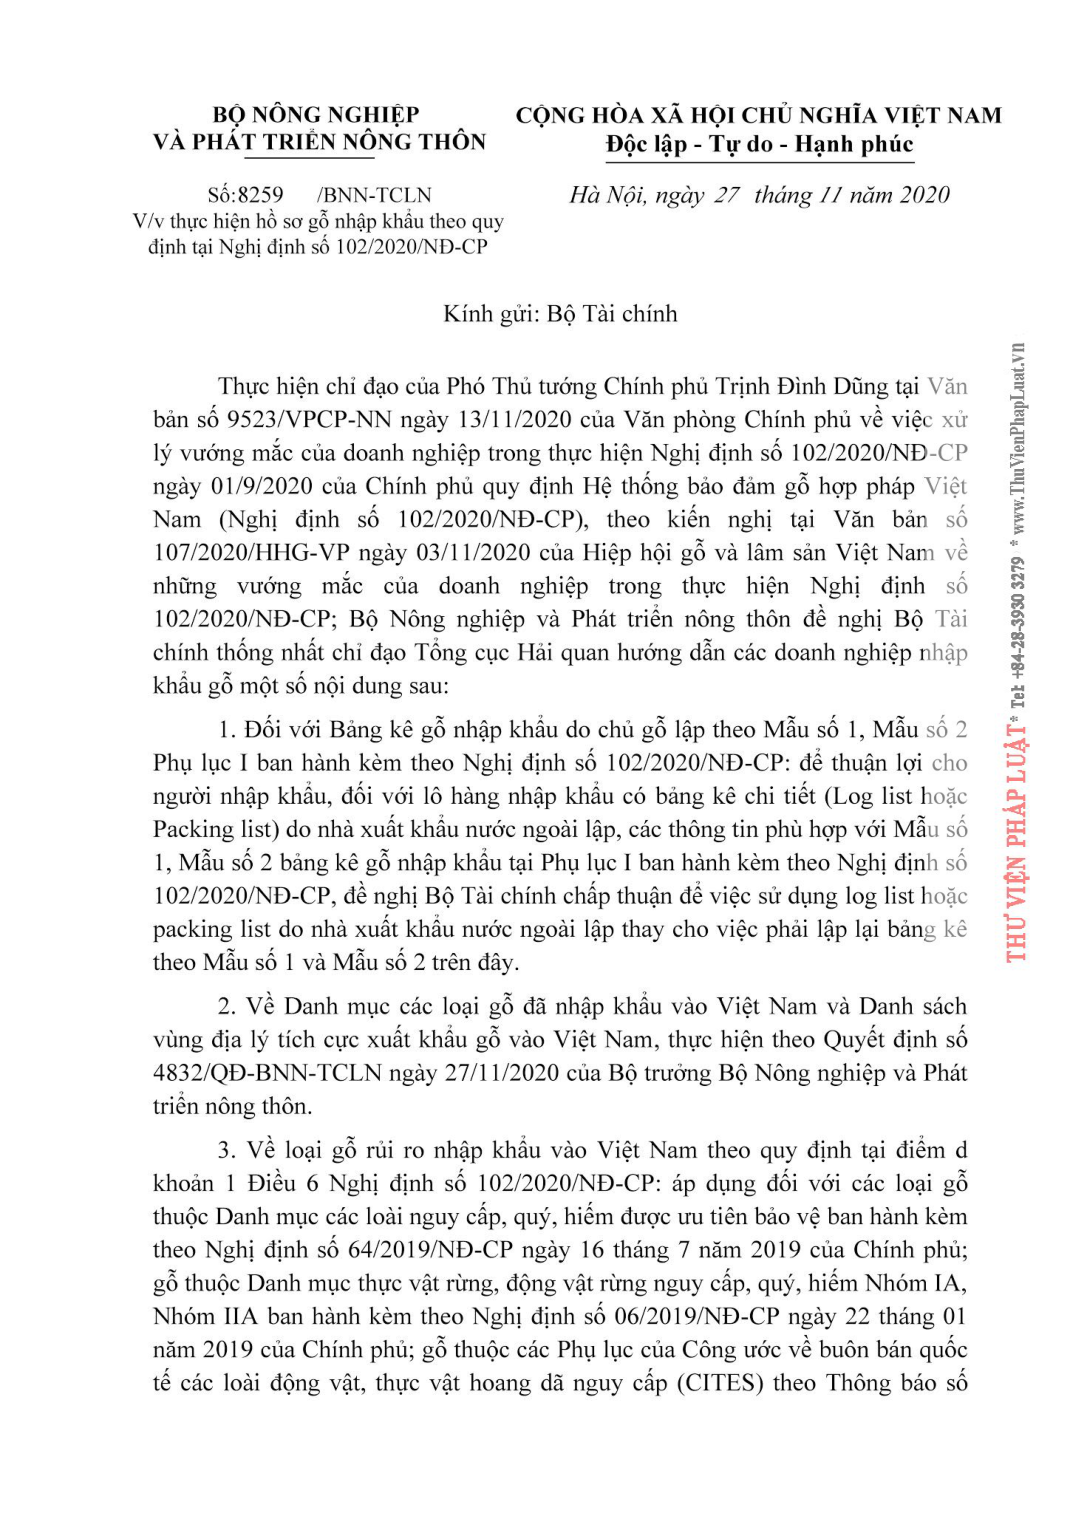 BỘ NÔNG NGHIỆP
VÀ PHÁT TRIỂN NÔNG THÔN
CỘNG HÒA XÃ HỘI CHỦ NGHĨA VIỆT NAM
Độc lập - Tự do - Hạnh phúc
Số:8259 /BNN-TCLN
V/v thực hiện hồ sơ gỗ nhập khẩu theo quy
định tại Nghị định số 102/2020/NĐ-CP
Hà Nội, ngày 27 tháng 11 năm 2020
Kính gửi: Bộ Tài chính
Thực hiện chỉ đạo của Phó Thủ tướng Chính phủ Trịnh Đình Dũng tại Văn
bản số 9523/VPCP-NN ngày 13/11/2020 của Văn phòng Chính phủ về việc xử
lý vướng mắc của doanh nghiệp trong thực hiện Nghị định số 102/2020/NĐ-CP
ngày 01/9/2020 của Chính phủ quy định Hệ thống bảo đảm gỗ hợp pháp Việt
Nam (Nghị định số 102/2020/NĐ-CP), theo kiến nghị tại Văn bản số
107/2020/HHG-VP ngày 03/11/2020 của Hiệp hội gỗ và lâm sản Việt Nam về
những vướng mắc của doanh nghiệp trong thực hiện Nghị định số
102/2020/NĐ-CP; Bộ Nông nghiệp và Phát triển nông thôn đề nghị Bộ Tài
chính thống nhất chỉ đạo Tổng cục Hải quan hướng dẫn các doanh nghiệp nhập
khẩu gỗ một số nội dung sau:
1. Đối với Bảng kê gỗ nhập khẩu do chủ gỗ lập theo Mẫu số 1, Mẫu số 2
Phụ lục I ban hành kèm theo Nghị định số 102/2020/NĐ-CP: để thuận lợi cho
người nhập khẩu, đối với lô hàng nhập khẩu có bảng kê chi tiết (Log list hoặc
Packing list) do nhà xuất khẩu nước ngoài lập, các thông tin phù hợp với Mẫu số
1, Mẫu số 2 bảng kê gỗ nhập khẩu tại Phụ lục I ban hành kèm theo Nghị định số
102/2020/NĐ-CP, đề nghị Bộ Tài chính chấp thuận để việc sử dụng log list hoặc
packing list do nhà xuất khẩu nước ngoài lập thay cho việc phải lập lại bảng kê
theo Mẫu số 1 và Mẫu số 2 trên đây.
2. Về Danh mục các loại gỗ đã nhập khẩu vào Việt Nam và Danh sách
vùng địa lý tích cực xuất khẩu gỗ vào Việt Nam, thực hiện theo Quyết định số
4832/QĐ-BNN-TCLN ngày 27/11/2020 của Bộ trưởng Bộ Nông nghiệp và Phát
triển nông thôn.
3. Về loại gỗ rủi ro nhập khẩu vào Việt Nam theo quy định tại điểm d
khoản 1 Điều 6 Nghị định số 102/2020/NĐ-CP: áp dụng đối với các loại gỗ
thuộc Danh mục các loài nguy cấp, quý, hiếm được ưu tiên bảo vệ ban hành kèm
theo Nghị định số 64/2019/NĐ-CP ngày 16 tháng 7 năm 2019 của Chính phủ;
gỗ thuộc Danh mục thực vật rừng, động vật rừng nguy cấp, quý, hiếm Nhóm IA,
Nhóm IIA ban hành kèm theo Nghị định số 06/2019/NĐ-CP ngày 22 tháng 01
năm 2019 của Chính phủ; gỗ thuộc các Phụ lục của Công ước về buôn bán quốc
tế các loài động vật, thực vật hoang dã nguy cấp (CITES) theo Thông báo số
THƯ VIỆN PHÁP LUẬT * Tel: +84-28-3930 3279 * www.ThuVienPhapLuat.vn